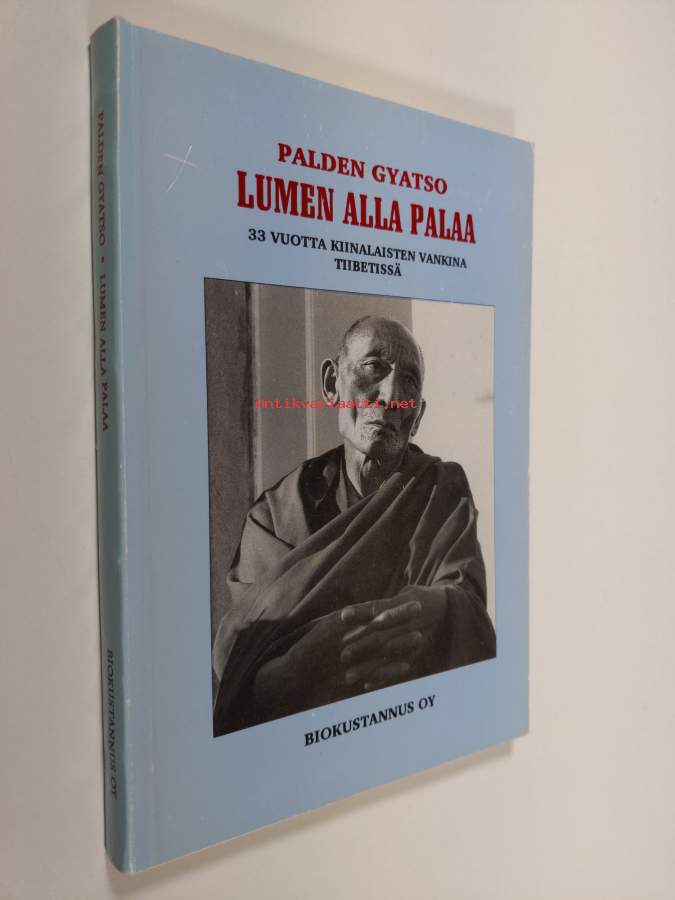 PALDEN GYATSO
LUMEN ALLA PALAA
33 VUOTTA KIINALAISTEN VANKINA
TIIBETISSÄ
antikvariaatti.net
BIOKUSTANNUS OY
PALDEN GYATSO • LUMEN ALLA PALAA
BIOKUSTANNUS OY